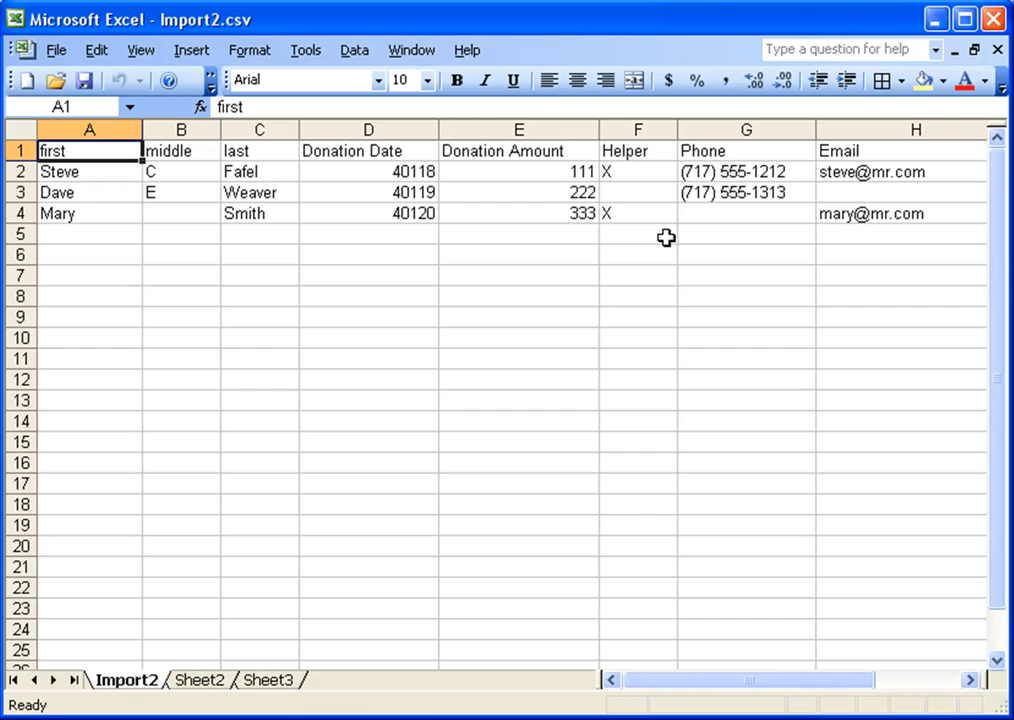 Microsoft Excel - Import2.csv
File Edit View Insert Format Tools Data Window Help Type a question for help
Arial 10 B I U $ % ,
A1 fx first
A B C D E F G H
1 first middle last Donation Date Donation Amount Helper Phone Email
2 Steve C Fafel 40118 111 X (717) 555-1212 steve@mr.com
3 Dave E Weaver 40119 222 (717) 555-1313
4 Mary Smith 40120 333 X mary@mr.com
5
6
7
8
9
10
11
12
13
14
15
16
17
18
19
20
21
22
23
24
25
Import2 Sheet2 Sheet3
Ready